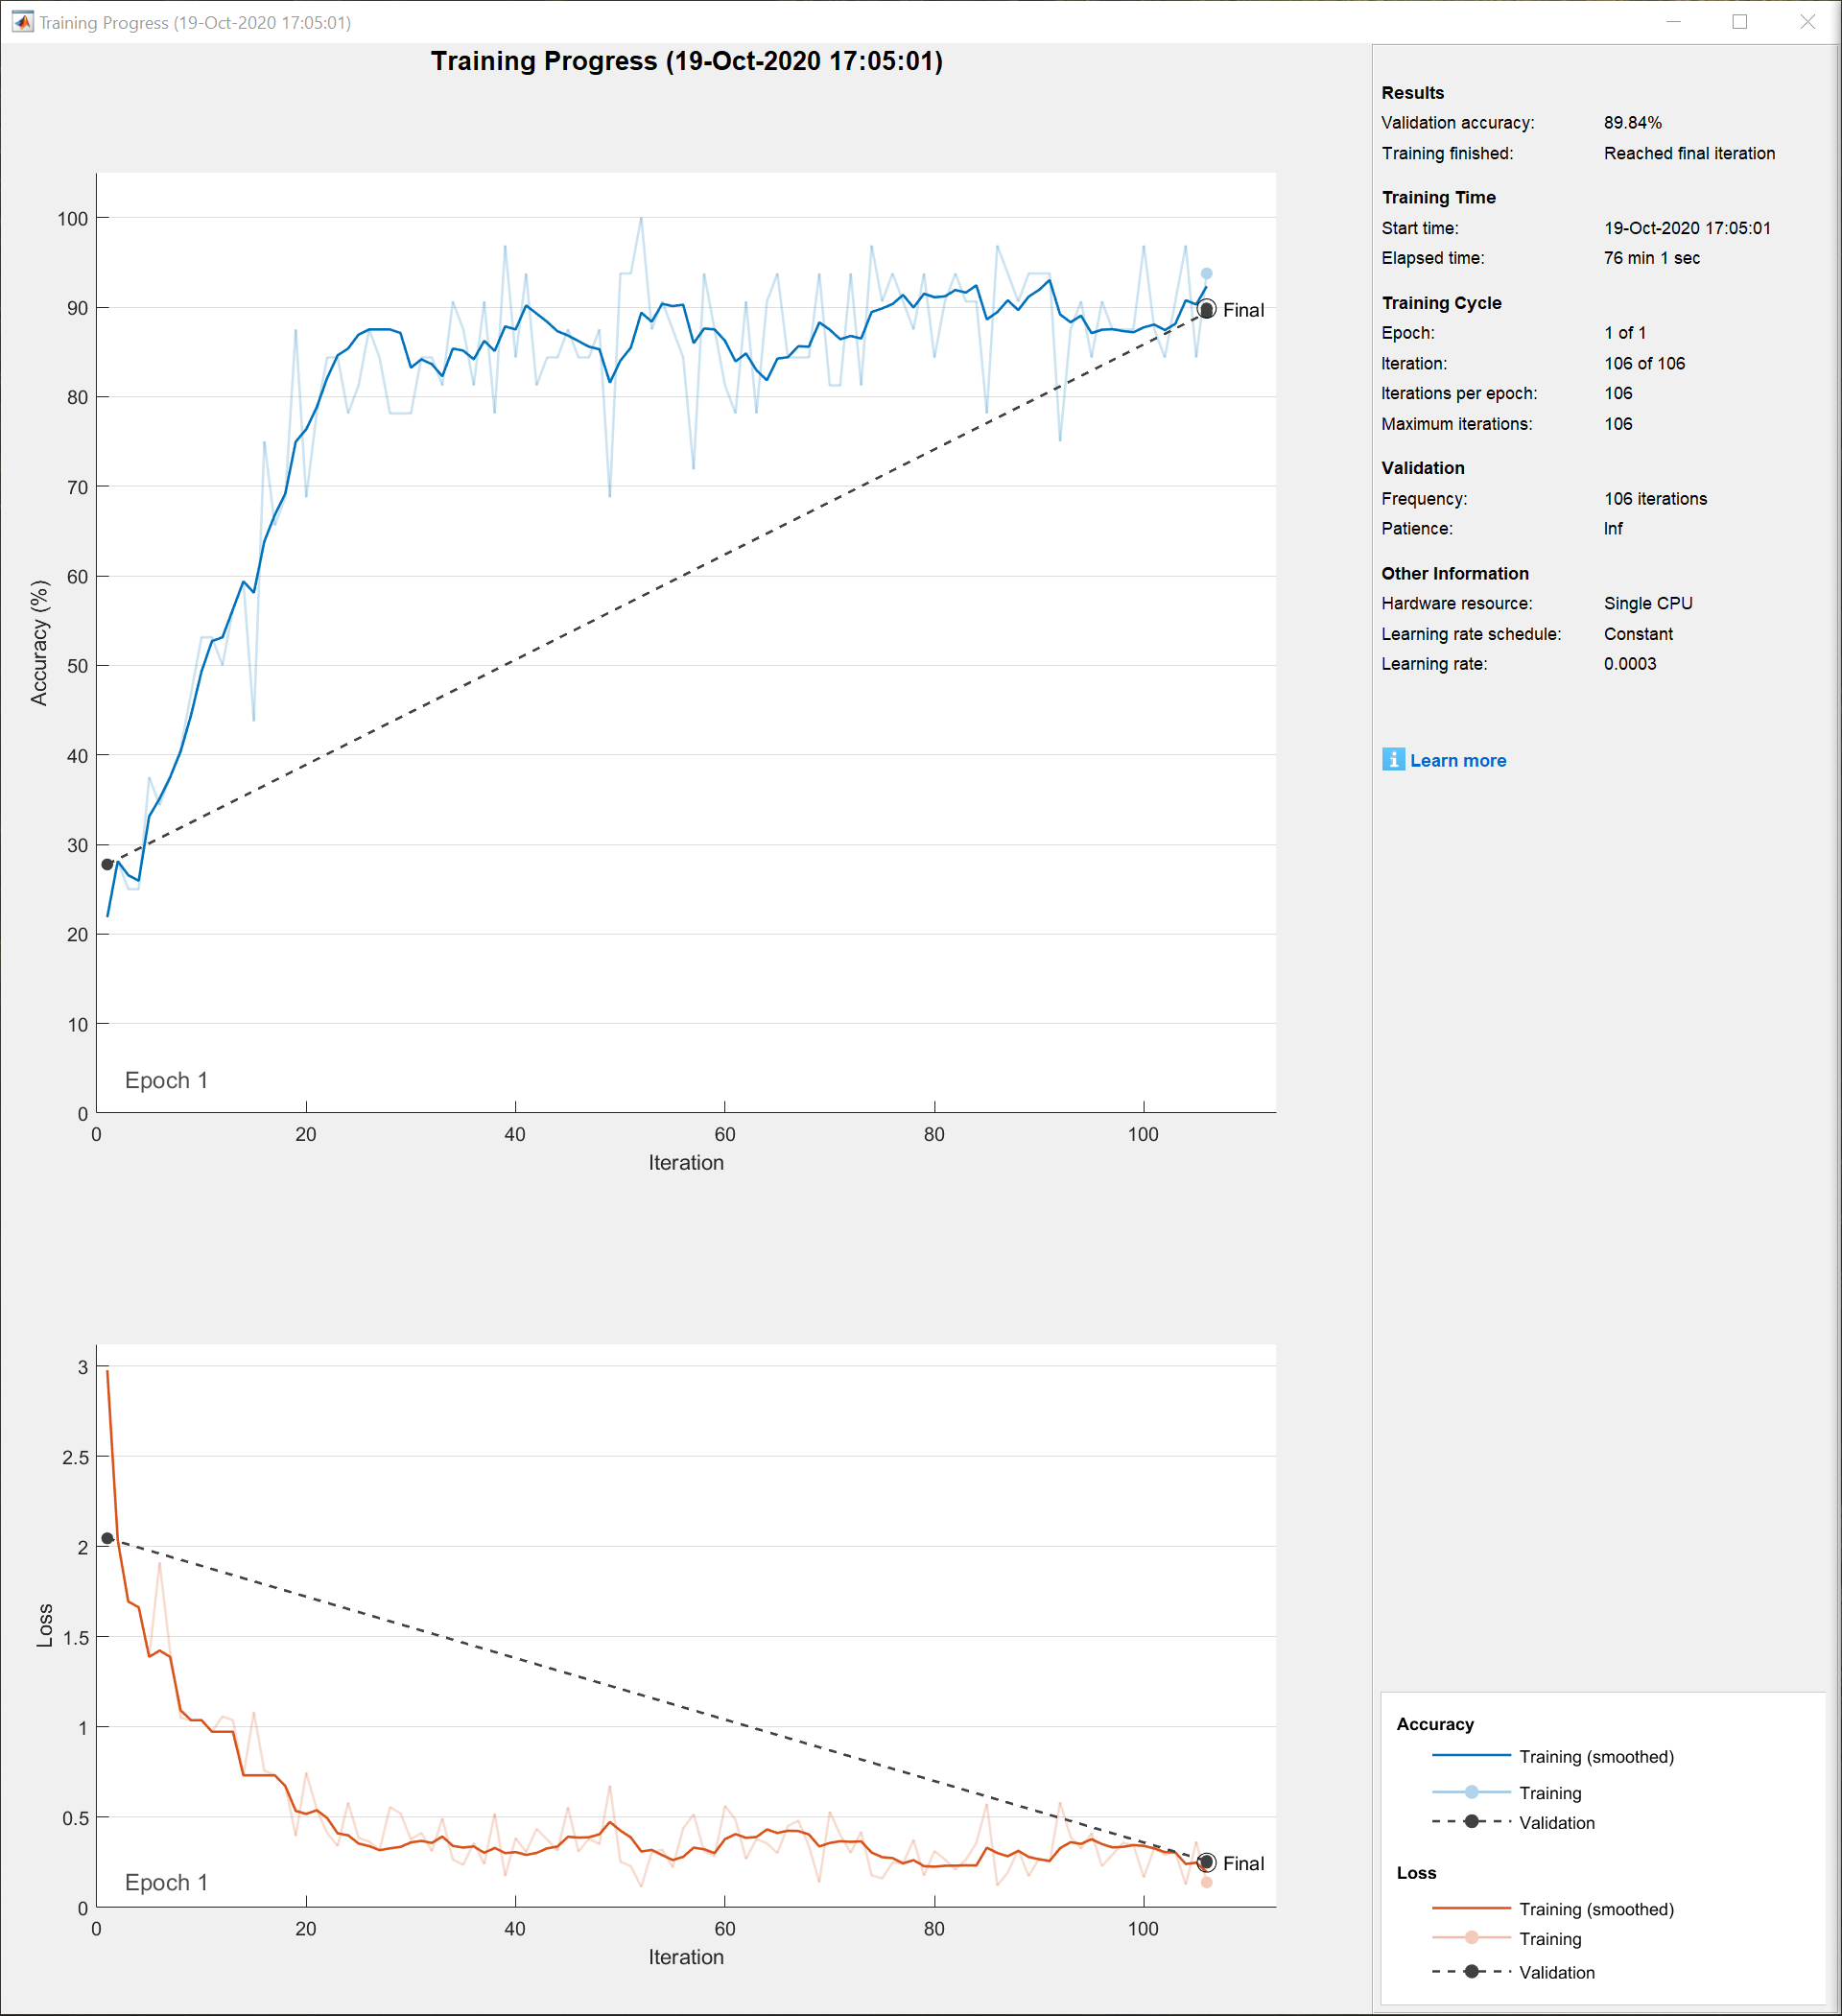 Training Progress (19-Oct-2020 17:05:01)
Training Progress (19-Oct-2020 17:05:01)
100
90
80
70
60
50
40
30
20
10
0
Accuracy (%)
Final
Epoch 1
0 20 40 60 80 100
Iteration
3
2.5
2
1.5
1
0.5
0
Loss
Final
Epoch 1
0 20 40 60 80 100
Iteration
Results
Validation accuracy: 89.84%
Training finished: Reached final iteration
Training Time
Start time: 19-Oct-2020 17:05:01
Elapsed time: 76 min 1 sec
Training Cycle
Epoch: 1 of 1
Iteration: 106 of 106
Iterations per epoch: 106
Maximum iterations: 106
Validation
Frequency: 106 iterations
Patience: Inf
Other Information
Hardware resource: Single CPU
Learning rate schedule: Constant
Learning rate: 0.0003
i Learn more
Accuracy
Training (smoothed)
Training
Validation
Loss
Training (smoothed)
Training
Validation